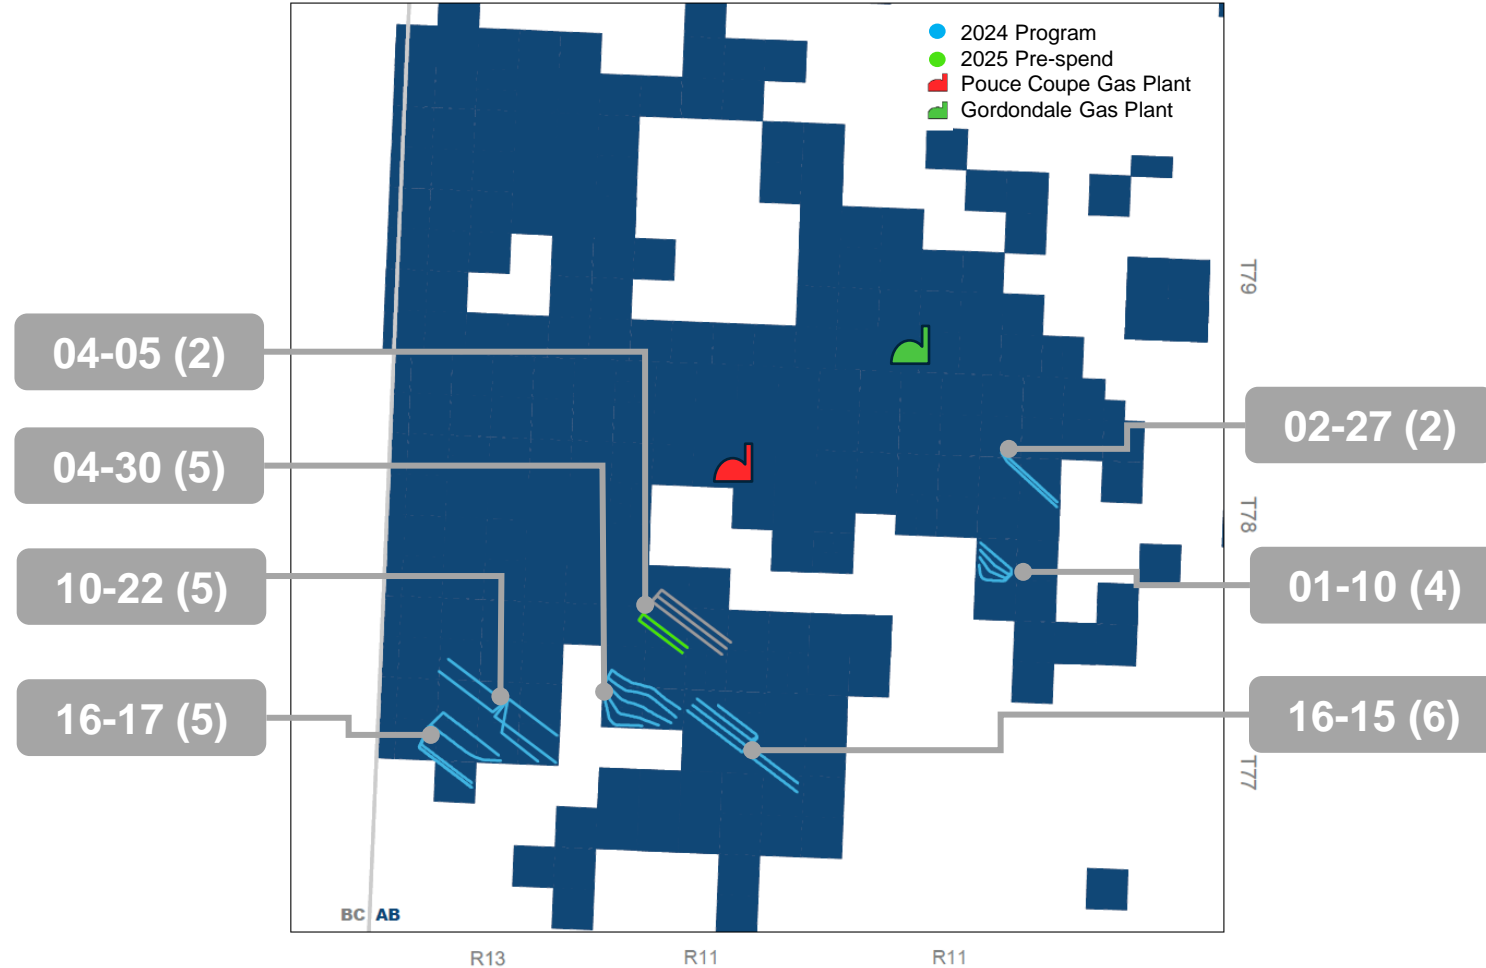 2024 Program
2025 Pre-spend
Pouce Coupe Gas Plant
Gordondale Gas Plant
T79
04-05 (2)
02-27 (2)
04-30 (5)
T78
10-22 (5)
01-10 (4)
16-17 (5)
16-15 (6)
T77
BC AB
R13
R11
R11